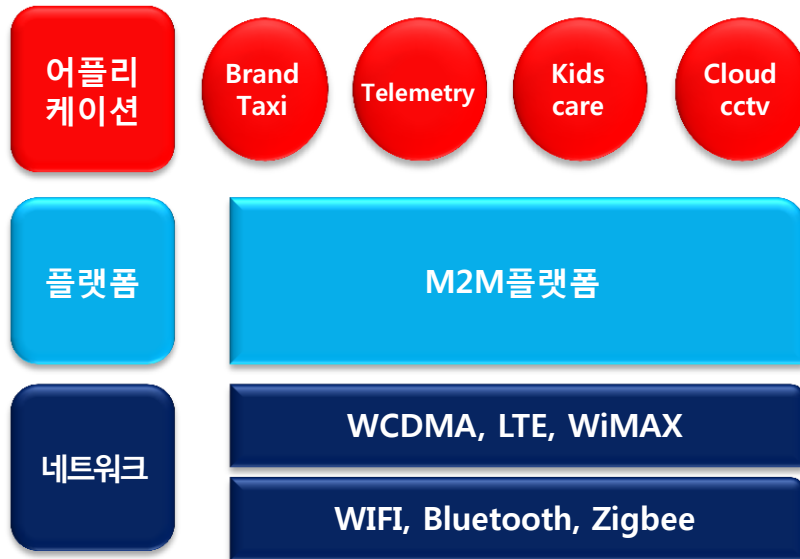 어플리
케이션
Brand
Taxi
Telemetry
Kids
care
Cloud
cctv
플랫폼
M2M플랫폼
네트워크
WCDMA, LTE, WiMAX
WIFI, Bluetooth, Zigbee